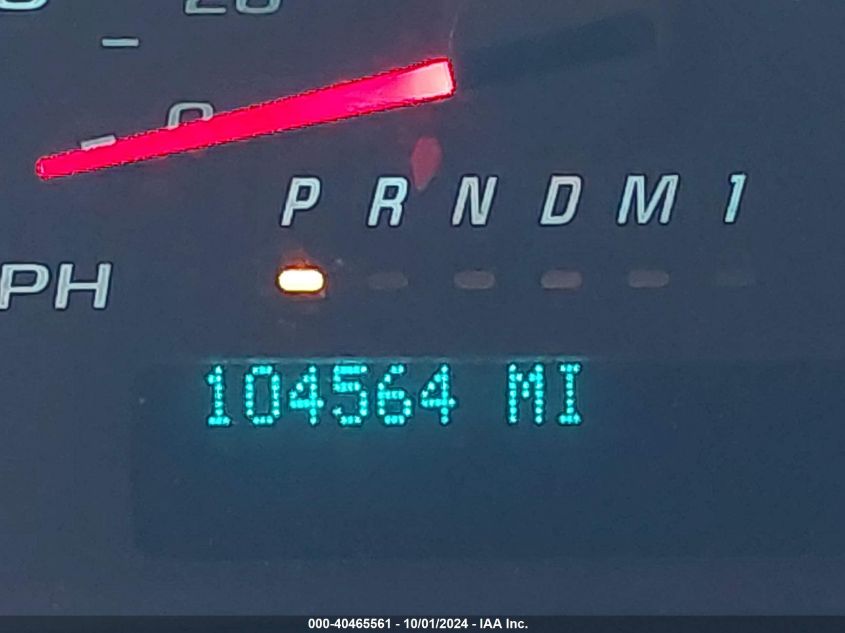 20
0
P R N D M 1
PH
104564 MI
000-40465561 - 10/01/2024 - IAA Inc.